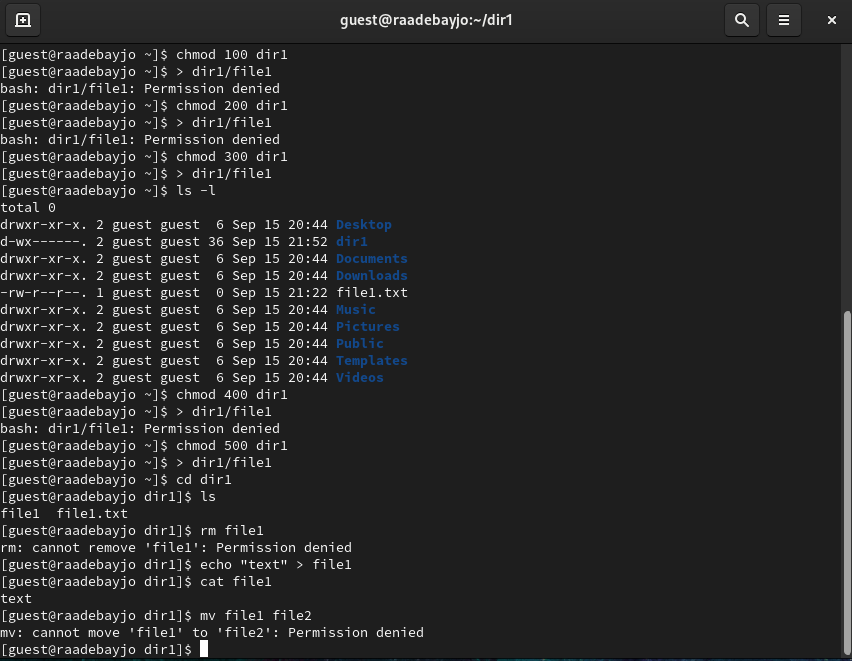 guest@raadebayjo:~/dir1
[guest@raadebayjo ~]$ chmod 100 dir1
[guest@raadebayjo ~]$ > dir1/file1
bash: dir1/file1: Permission denied
[guest@raadebayjo ~]$ chmod 200 dir1
[guest@raadebayjo ~]$ > dir1/file1
bash: dir1/file1: Permission denied
[guest@raadebayjo ~]$ chmod 300 dir1
[guest@raadebayjo ~]$ > dir1/file1
[guest@raadebayjo ~]$ ls -l
total 0
drwxr-xr-x. 2 guest guest  6 Sep 15 20:44 Desktop
d-wx------. 2 guest guest 36 Sep 15 21:52 dir1
drwxr-xr-x. 2 guest guest  6 Sep 15 20:44 Documents
drwxr-xr-x. 2 guest guest  6 Sep 15 20:44 Downloads
-rw-r--r--. 1 guest guest  0 Sep 15 21:22 file1.txt
drwxr-xr-x. 2 guest guest  6 Sep 15 20:44 Music
drwxr-xr-x. 2 guest guest  6 Sep 15 20:44 Pictures
drwxr-xr-x. 2 guest guest  6 Sep 15 20:44 Public
drwxr-xr-x. 2 guest guest  6 Sep 15 20:44 Templates
drwxr-xr-x. 2 guest guest  6 Sep 15 20:44 Videos
[guest@raadebayjo ~]$ chmod 400 dir1
[guest@raadebayjo ~]$ > dir1/file1
bash: dir1/file1: Permission denied
[guest@raadebayjo ~]$ chmod 500 dir1
[guest@raadebayjo ~]$ > dir1/file1
[guest@raadebayjo ~]$ cd dir1
[guest@raadebayjo dir1]$ ls
file1  file1.txt
[guest@raadebayjo dir1]$ rm file1
rm: cannot remove 'file1': Permission denied
[guest@raadebayjo dir1]$ echo "text" > file1
[guest@raadebayjo dir1]$ cat file1
text
[guest@raadebayjo dir1]$ mv file1 file2
mv: cannot move 'file1' to 'file2': Permission denied
[guest@raadebayjo dir1]$